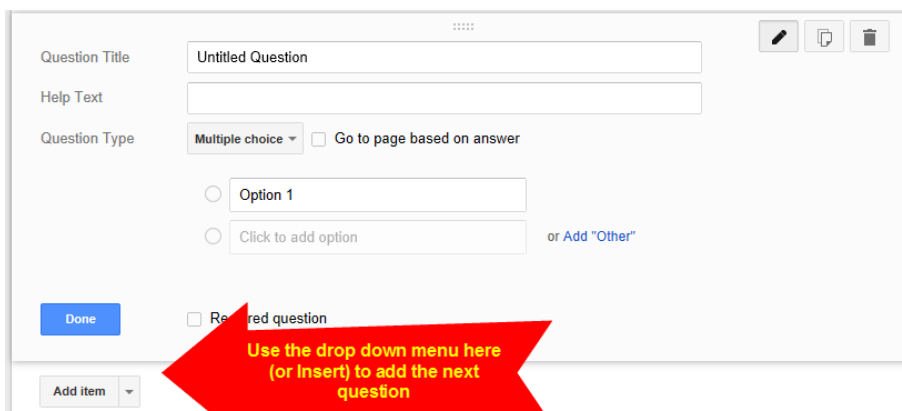 Question Title Untitled Question
Help Text
Question Type Multiple choice Go to page based on answer
Option 1
Click to add option or Add "Other"
Done question
Use the drop down menu here
(or Insert) to add the next
question
Add item